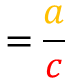 = a/c